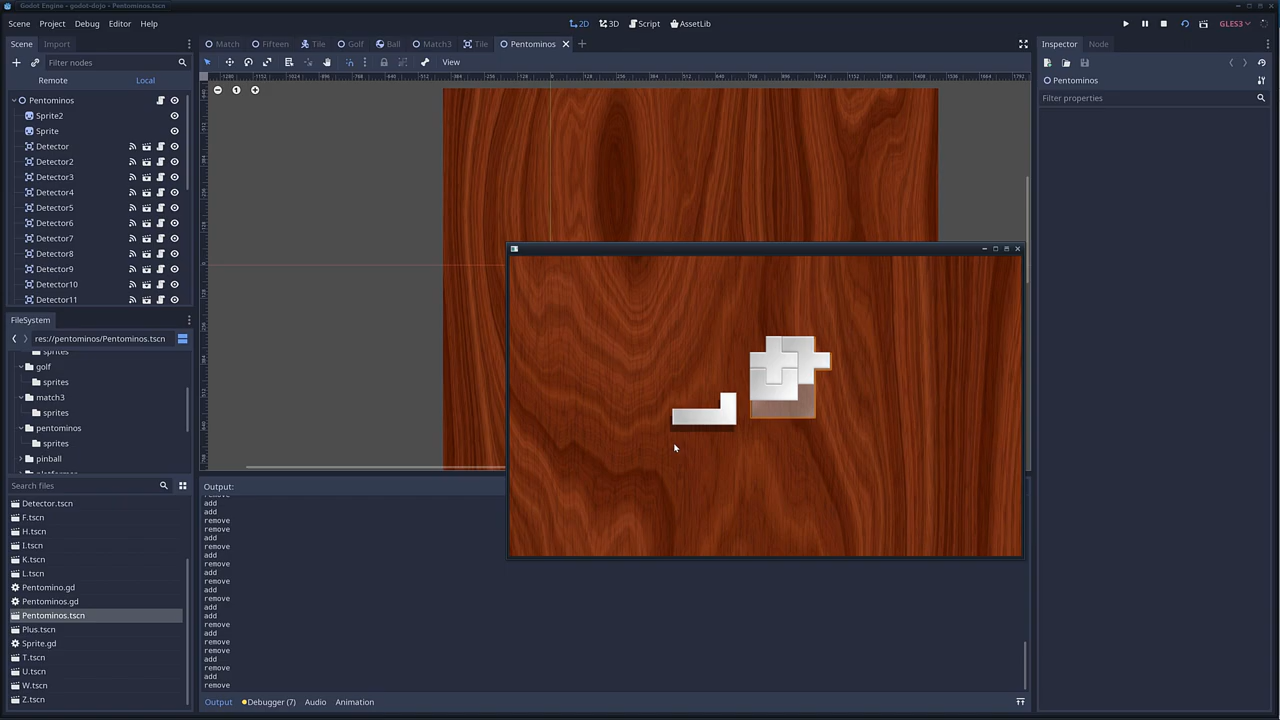 Godot Engine - godot-dojo - Pentominos.tscn
Scene Project Debug Editor Help
2D 3D Script AssetLib
GLES3
Scene Import
Match Fifteen Tile Golf Ball Match3 Tile Pentominos
Inspector Node
Filter nodes
View
Remote Local
Pentominos
Filter properties
Pentominos
Sprite2
Sprite
Detector
Detector2
Detector3
Detector4
Detector5
Detector6
Detector7
Detector8
Detector9
Detector10
Detector11
FileSystem
res://pentominos/Pentominos.tscn
sprites
golf
sprites
match3
sprites
pentominos
sprites
pinball
Search files
Detector.tscn
F.tscn
H.tscn
I.tscn
K.tscn
L.tscn
Pentomino.gd
Pentominos.gd
Pentominos.tscn
Plus.tscn
Sprite.gd
T.tscn
U.tscn
W.tscn
Z.tscn
Output:
remove
add
add
remove
remove
add
remove
add
remove
add
remove
remove
add
add
remove
add
remove
remove
add
remove
add
remove
Output Debugger (7) Audio Animation